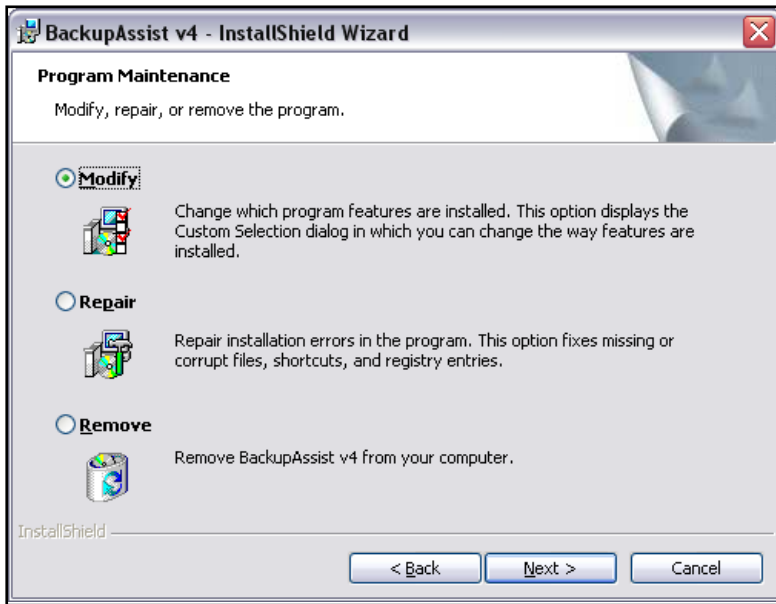 BackupAssist v4 - InstallShield Wizard
Program Maintenance
Modify, repair, or remove the program.
Modify
Change which program features are installed. This option displays the
Custom Selection dialog in which you can change the way features are
installed.
Repair
Repair installation errors in the program. This option fixes missing or
corrupt files, shortcuts, and registry entries.
Remove
Remove BackupAssist v4 from your computer.
InstallShield
< Back
Next >
Cancel